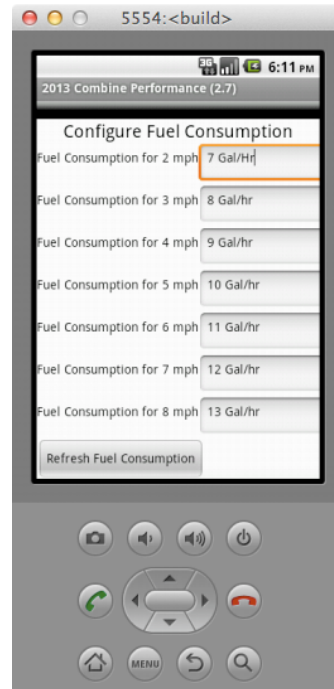 5554:<build>
3G 6:11 PM
2013 Combine Performance (2.7)
Configure Fuel Consumption
Fuel Consumption for 2 mph 7 Gal/Hr
Fuel Consumption for 3 mph 8 Gal/hr
Fuel Consumption for 4 mph 9 Gal/hr
Fuel Consumption for 5 mph 10 Gal/hr
Fuel Consumption for 6 mph 11 Gal/hr
Fuel Consumption for 7 mph 12 Gal/hr
Fuel Consumption for 8 mph 13 Gal/hr
Refresh Fuel Consumption
MENU